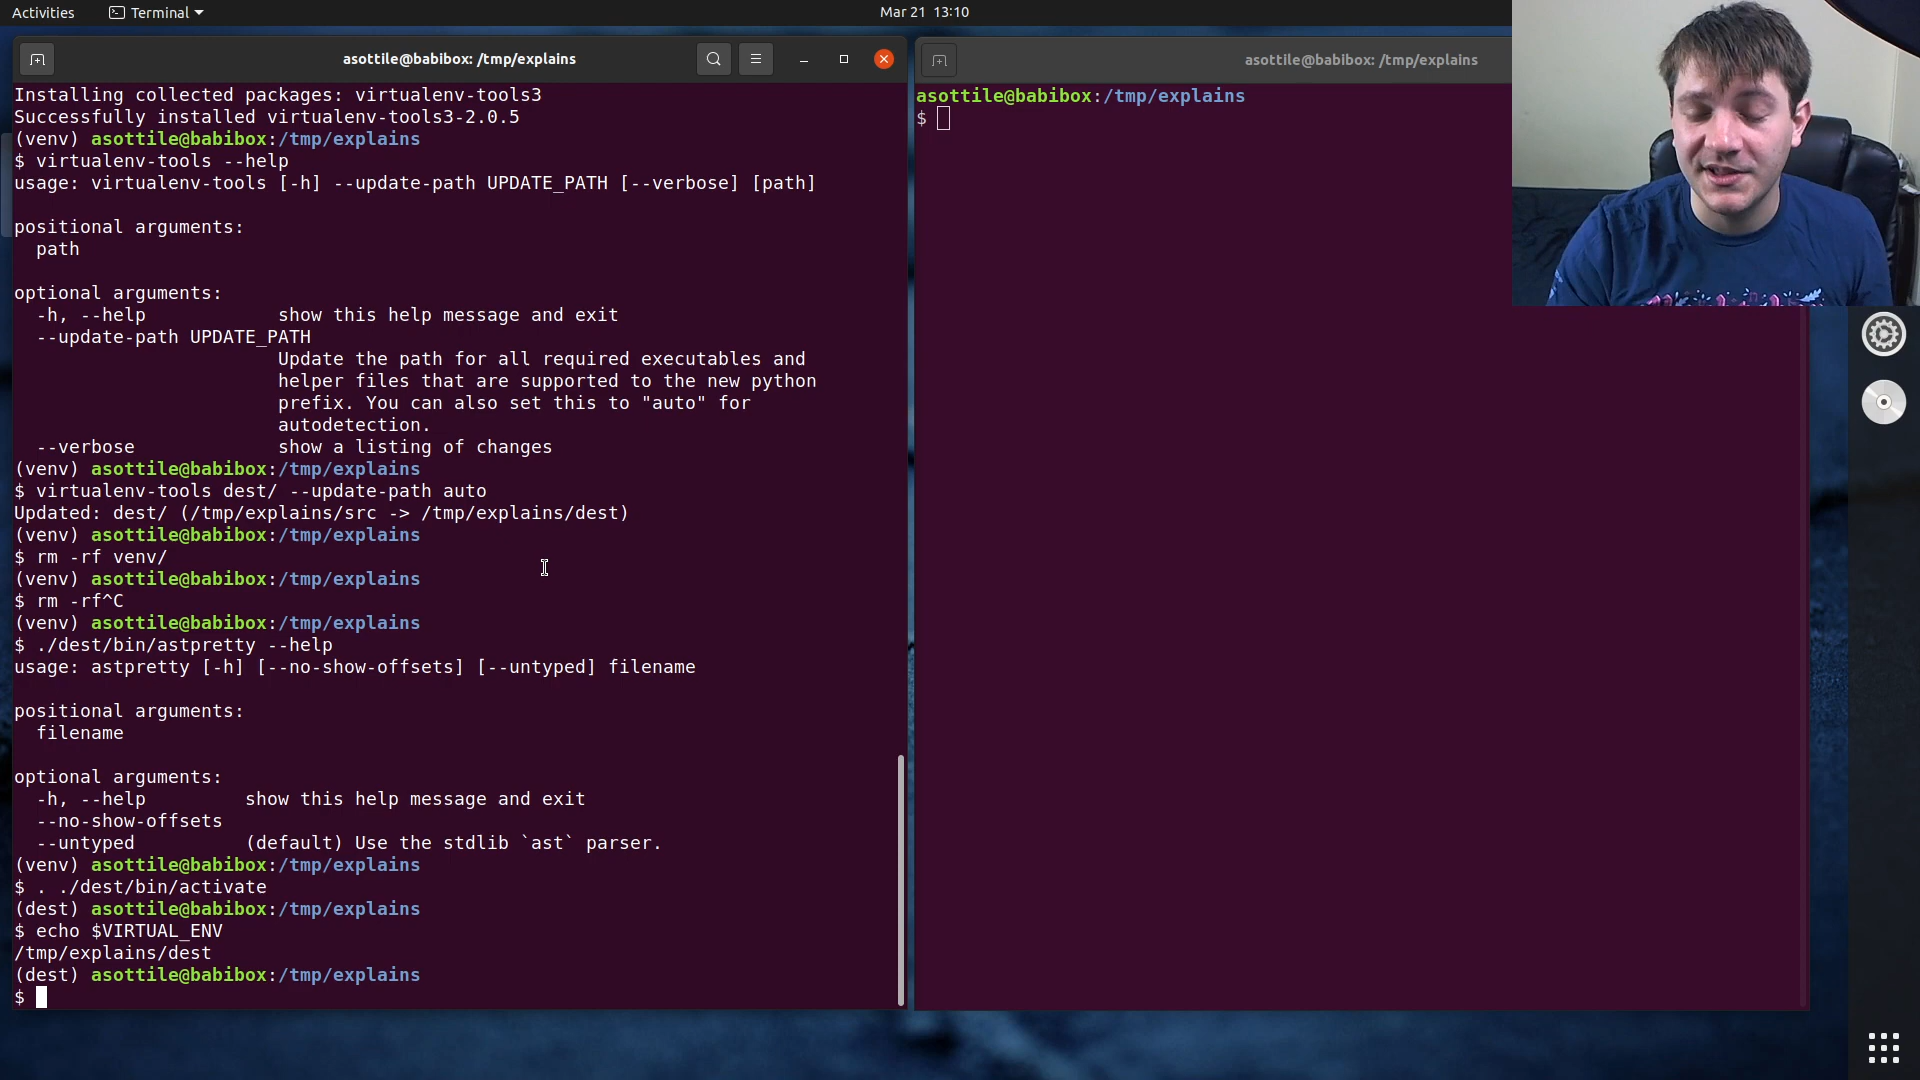 Activities
Terminal
Mar 21 13:10
asottile@babibox: /tmp/explains
Installing collected packages: virtualenv-tools3
Successfully installed virtualenv-tools3-2.0.5
(venv) asottile@babibox:/tmp/explains
$ virtualenv-tools --help
usage: virtualenv-tools [-h] --update-path UPDATE_PATH [--verbose] [path]
positional arguments:
  path
optional arguments:
  -h, --help            show this help message and exit
  --update-path UPDATE_PATH
                        Update the path for all required executables and
                        helper files that are supported to the new python
                        prefix. You can also set this to "auto" for
                        autodetection.
  --verbose             show a listing of changes
(venv) asottile@babibox:/tmp/explains
$ virtualenv-tools dest/ --update-path auto
Updated: dest/ (/tmp/explains/src -> /tmp/explains/dest)
(venv) asottile@babibox:/tmp/explains
$ rm -rf venv/
(venv) asottile@babibox:/tmp/explains
$ rm -rf^C
(venv) asottile@babibox:/tmp/explains
$ ./dest/bin/astpretty --help
usage: astpretty [-h] [--no-show-offsets] [--untyped] filename
positional arguments:
  filename
optional arguments:
  -h, --help         show this help message and exit
  --no-show-offsets
  --untyped          (default) Use the stdlib `ast` parser.
(venv) asottile@babibox:/tmp/explains
$ . ./dest/bin/activate
(dest) asottile@babibox:/tmp/explains
$ echo $VIRTUAL_ENV
/tmp/explains/dest
(dest) asottile@babibox:/tmp/explains
$
asottile@babibox: /tmp/explains
asottile@babibox:/tmp/explains
$